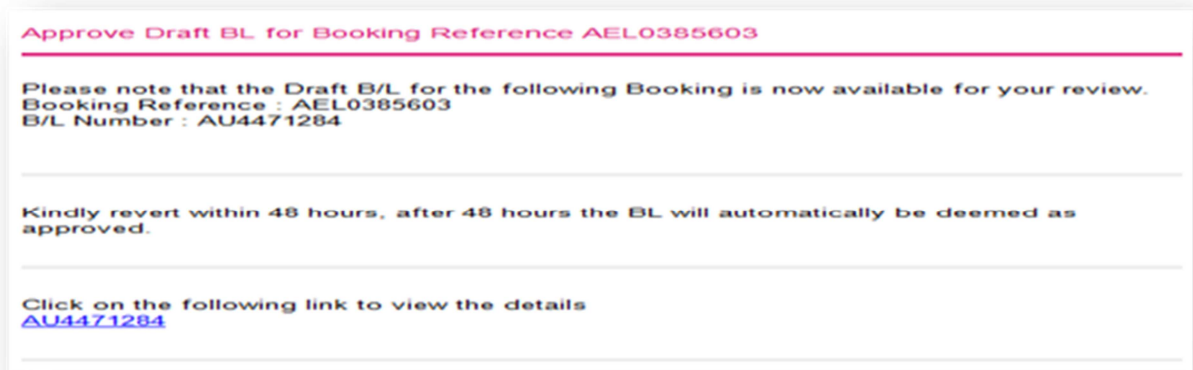 Approve Draft BL for Booking Reference AEL0385603
Please note that the Draft B/L for the following Booking is now available for your review.
Booking Reference : AEL0385603
B/L Number : AU4471284
Kindly revert within 48 hours, after 48 hours the BL will automatically be deemed as
approved.
Click on the following link to view the details
AU4471284